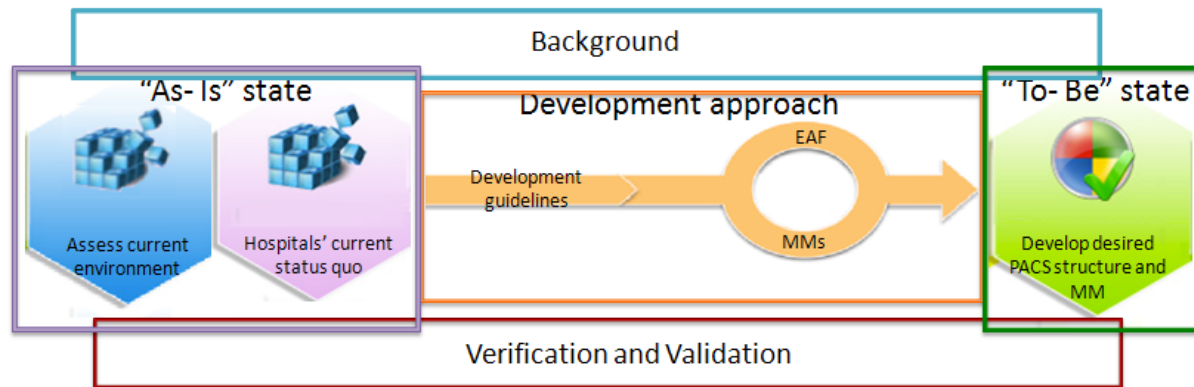 Background
“As- Is” state
Assess current
environment
Hospitals’ current
status quo
Development approach
Development
guidelines
EAF
MMs
“To- Be” state
Develop desired
PACS structure and
MM
Verification and Validation